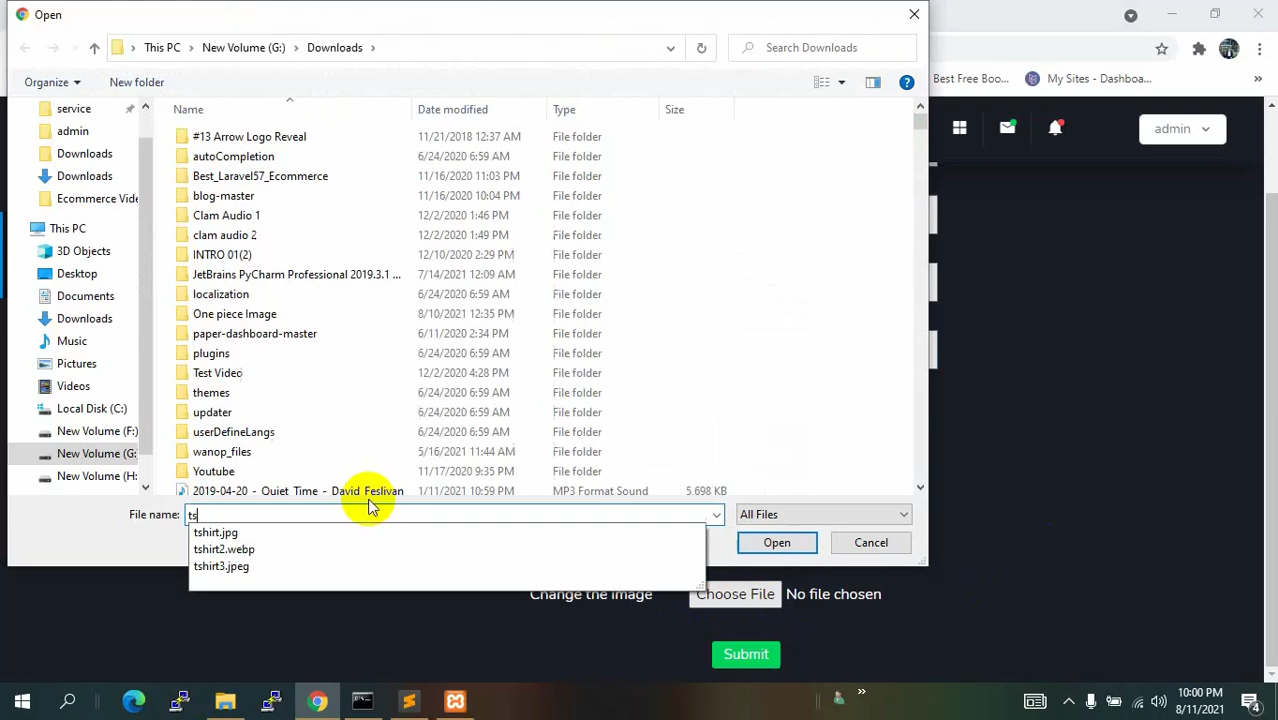 Open
This PC
New Volume (G:)
Downloads
Search Downloads
Organize
New folder
Best Free Boo...
My Sites - Dashboa...
»
service
admin
Downloads
Downloads
Ecommerce Vide
This PC
3D Objects
Desktop
Documents
Downloads
Music
Pictures
Videos
Local Disk (C:)
New Volume (F:)
New Volume (G:
New Volume (H:
Name Date modified Type Size
#13 Arrow Logo Reveal 11/21/2018 12:37 AM File folder
autoCompletion 6/24/2020 6:59 AM File folder
Best_Laravel57_Ecommerce 11/16/2020 11:03 PM File folder
blog-master 11/16/2020 10:04 PM File folder
Clam Audio 1 12/2/2020 1:46 PM File folder
clam audio 2 12/2/2020 1:49 PM File folder
INTRO 01(2) 12/10/2020 2:29 PM File folder
JetBrains PyCharm Professional 2019.3.1 ... 7/14/2021 12:09 AM File folder
localization 6/24/2020 6:59 AM File folder
One piece Image 8/10/2021 12:35 PM File folder
paper-dashboard-master 6/11/2020 2:34 PM File folder
plugins 6/24/2020 6:59 AM File folder
Test Video 12/2/2020 4:28 PM File folder
themes 6/24/2020 6:59 AM File folder
updater 6/24/2020 6:59 AM File folder
userDefineLangs 6/24/2020 6:59 AM File folder
wanop_files 5/16/2021 11:44 AM File folder
Youtube 11/17/2020 9:35 PM File folder
2019-04-20 - Quiet Time - David Feslivan 1/11/2021 10:59 PM MP3 Format Sound 5.698 KB
admin
File name: ts
All Files
tshirt.jpg
tshirt2.webp
tshirt3.jpeg
Open
Cancel
Change the image
Choose File No file chosen
Submit
»
10:00 PM
8/11/2021
4